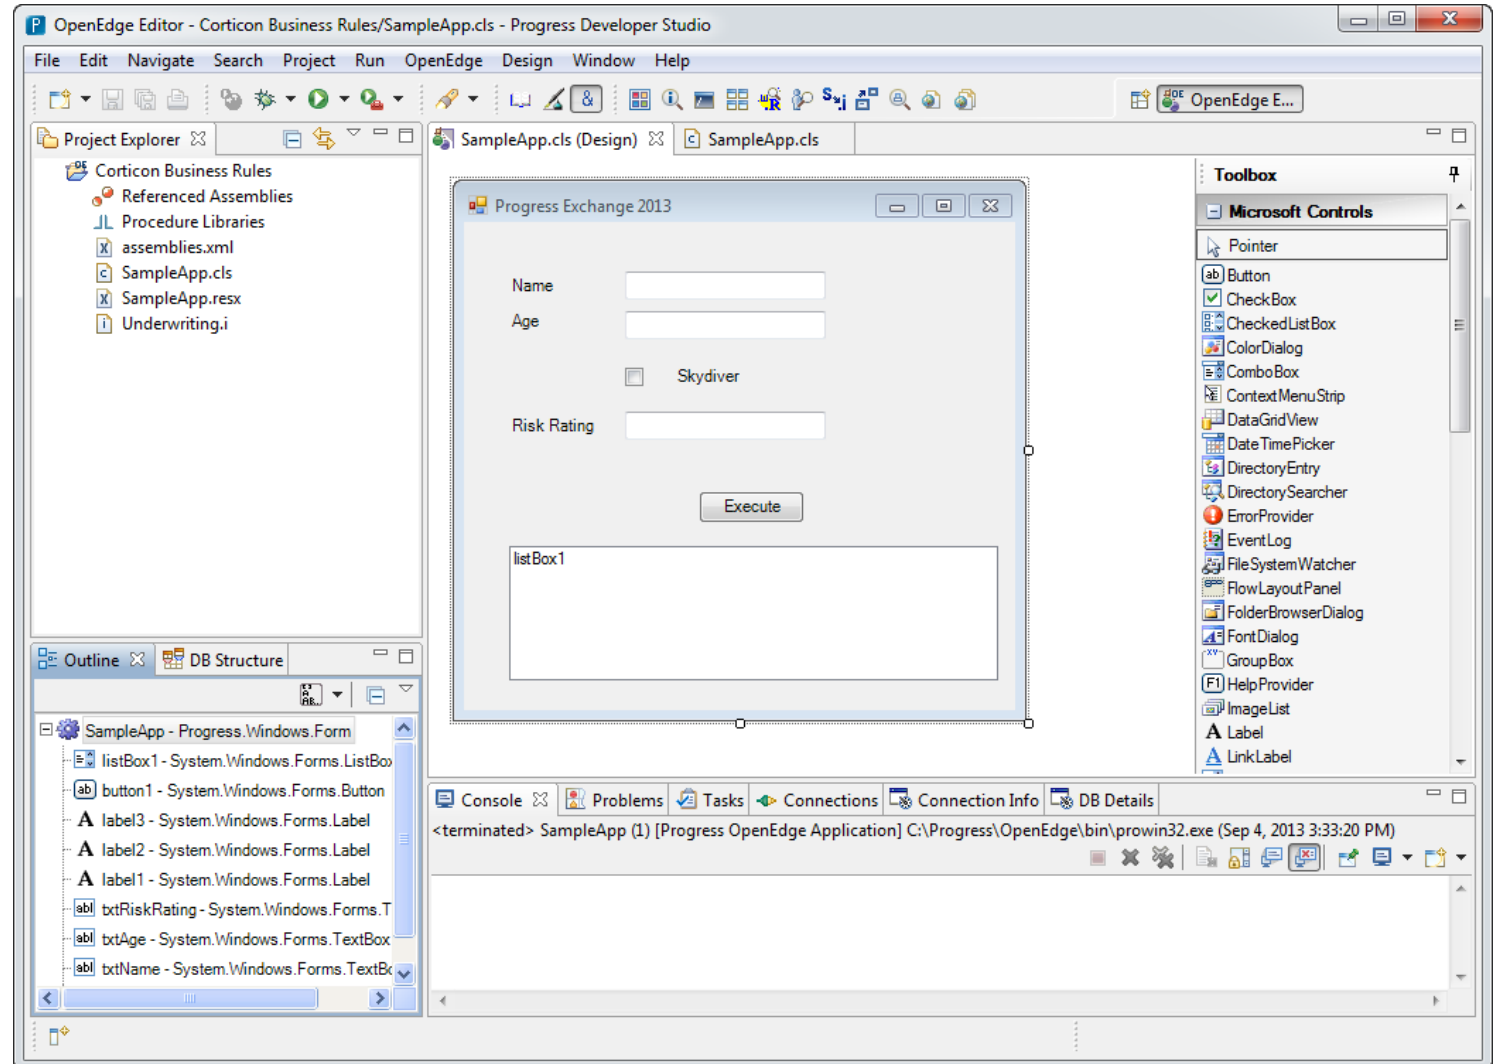 OpenEdge Editor - Corticon Business Rules/SampleApp.cls - Progress Developer Studio
File Edit Navigate Search Project Run OpenEdge Design Window Help
OpenEdge E...
Project Explorer
Corticon Business Rules
Referenced Assemblies
Procedure Libraries
assemblies.xml
SampleApp.cls
SampleApp.resx
Underwriting.i
SampleApp.cls (Design)
SampleApp.cls
Progress Exchange 2013
Name
Age
Skydiver
Risk Rating
Execute
listBox1
Toolbox
Microsoft Controls
Pointer
Button
CheckBox
CheckedListBox
ColorDialog
ComboBox
ContextMenuStrip
DataGridView
DateTimePicker
DirectoryEntry
DirectorySearcher
ErrorProvider
EventLog
FileSystemWatcher
FlowLayoutPanel
FolderBrowserDialog
FontDialog
GroupBox
HelpProvider
ImageList
Label
LinkLabel
Outline
DB Structure
SampleApp - Progress.Windows.Form
listBox1 - System.Windows.Forms.ListBox
button1 - System.Windows.Forms.Button
label3 - System.Windows.Forms.Label
label2 - System.Windows.Forms.Label
label1 - System.Windows.Forms.Label
txtRiskRating - System.Windows.Forms.T
txtAge - System.Windows.Forms.TextBox
txtName - System.Windows.Forms.TextBo
Console Problems Tasks Connections Connection Info DB Details
<terminated> SampleApp (1) [Progress OpenEdge Application] C:\Progress\OpenEdge\bin\prowin32.exe (Sep 4, 2013 3:33:20 PM)